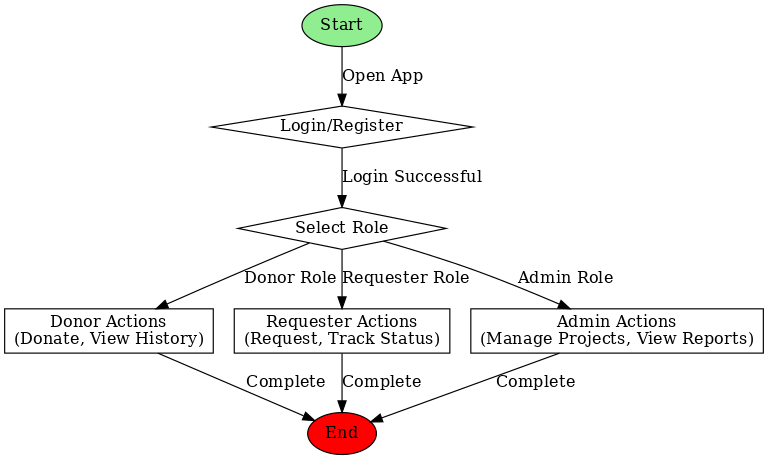 Start
Open App
Login/Register
Login Successful
Select Role
Donor Role
Requester Role
Admin Role
Donor Actions
(Donate, View History)
Requester Actions
(Request, Track Status)
Admin Actions
(Manage Projects, View Reports)
Complete
Complete
Complete
End